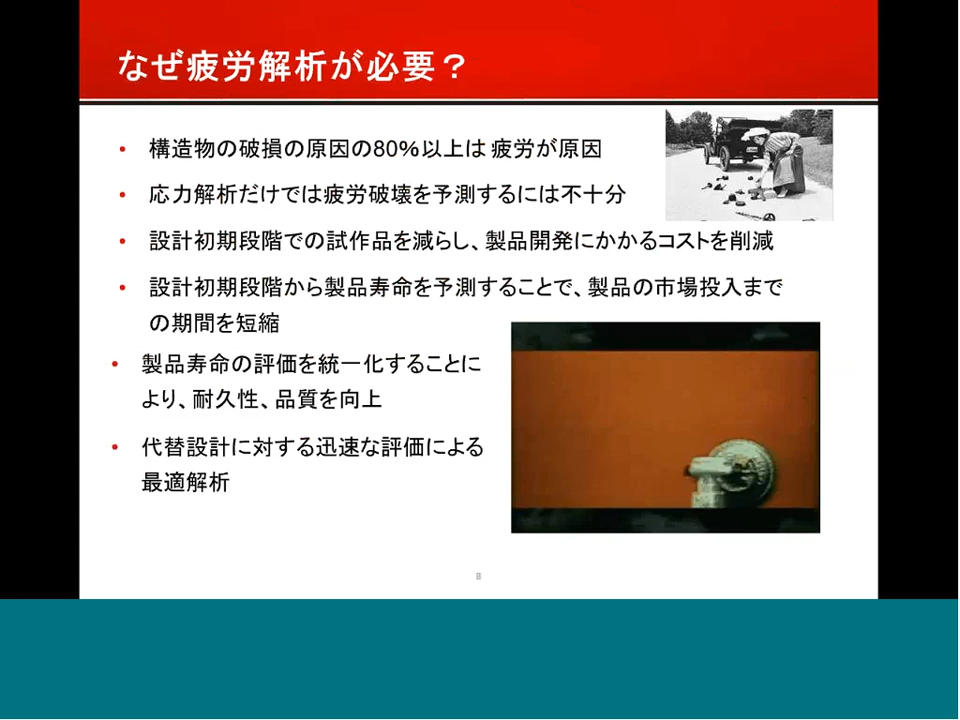 なぜ疲労解析が必要？
• 構造物の破損の原因の80％以上は 疲労が原因
• 応力解析だけでは疲労破壊を予測するには不十分
• 設計初期段階での試作品を減らし、製品開発にかかるコストを削減
• 設計初期段階から製品寿命を予測することで、製品の市場投入まで
の期間を短縮
• 製品寿命の評価を統一化することに
より、耐久性、品質を向上
• 代替設計に対する迅速な評価による
最適解析
8